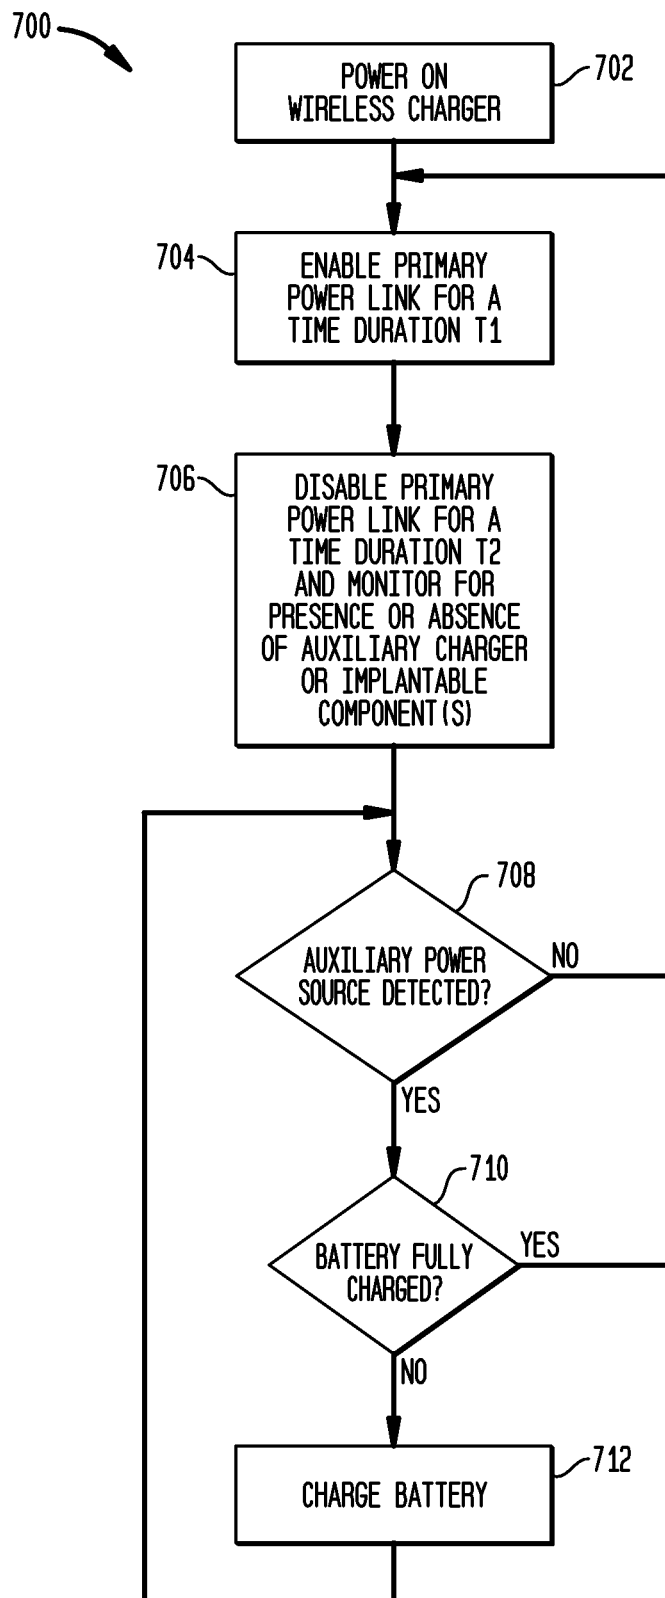 700
POWER ON
WIRELESS CHARGER
702
704
ENABLE PRIMARY
POWER LINK FOR A
TIME DURATION T1
706
DISABLE PRIMARY
POWER LINK FOR A
TIME DURATION T2
AND MONITOR FOR
PRESENCE OR ABSENCE
OF AUXILIARY CHARGER
OR IMPLANTABLE
COMPONENT(S)
708
AUXILIARY POWER
SOURCE DETECTED?
NO
YES
710
BATTERY FULLY
CHARGED?
YES
NO
712
CHARGE BATTERY